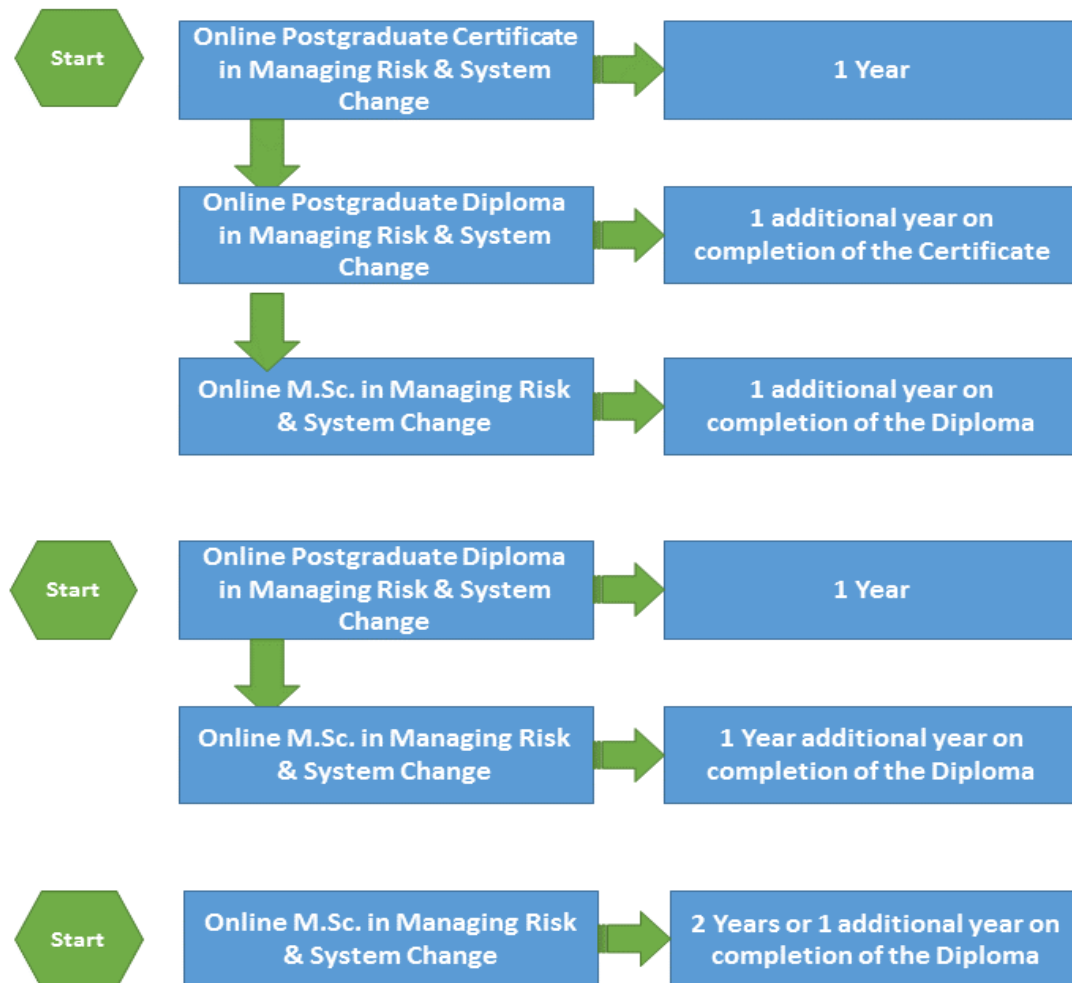 Start
Online Postgraduate Certificate
in Managing Risk & System
Change
1 Year
Online Postgraduate Diploma
in Managing Risk & System
Change
1 additional year on
completion of the Certificate
Online M.Sc. in Managing Risk
& System Change
1 additional year on
completion of the Diploma
Start
Online Postgraduate Diploma
in Managing Risk & System
Change
1 Year
Online M.Sc. in Managing Risk
& System Change
1 Year additional year on
completion of the Diploma
Start
Online M.Sc. in Managing Risk
& System Change
2 Years or 1 additional year on
completion of the Diploma